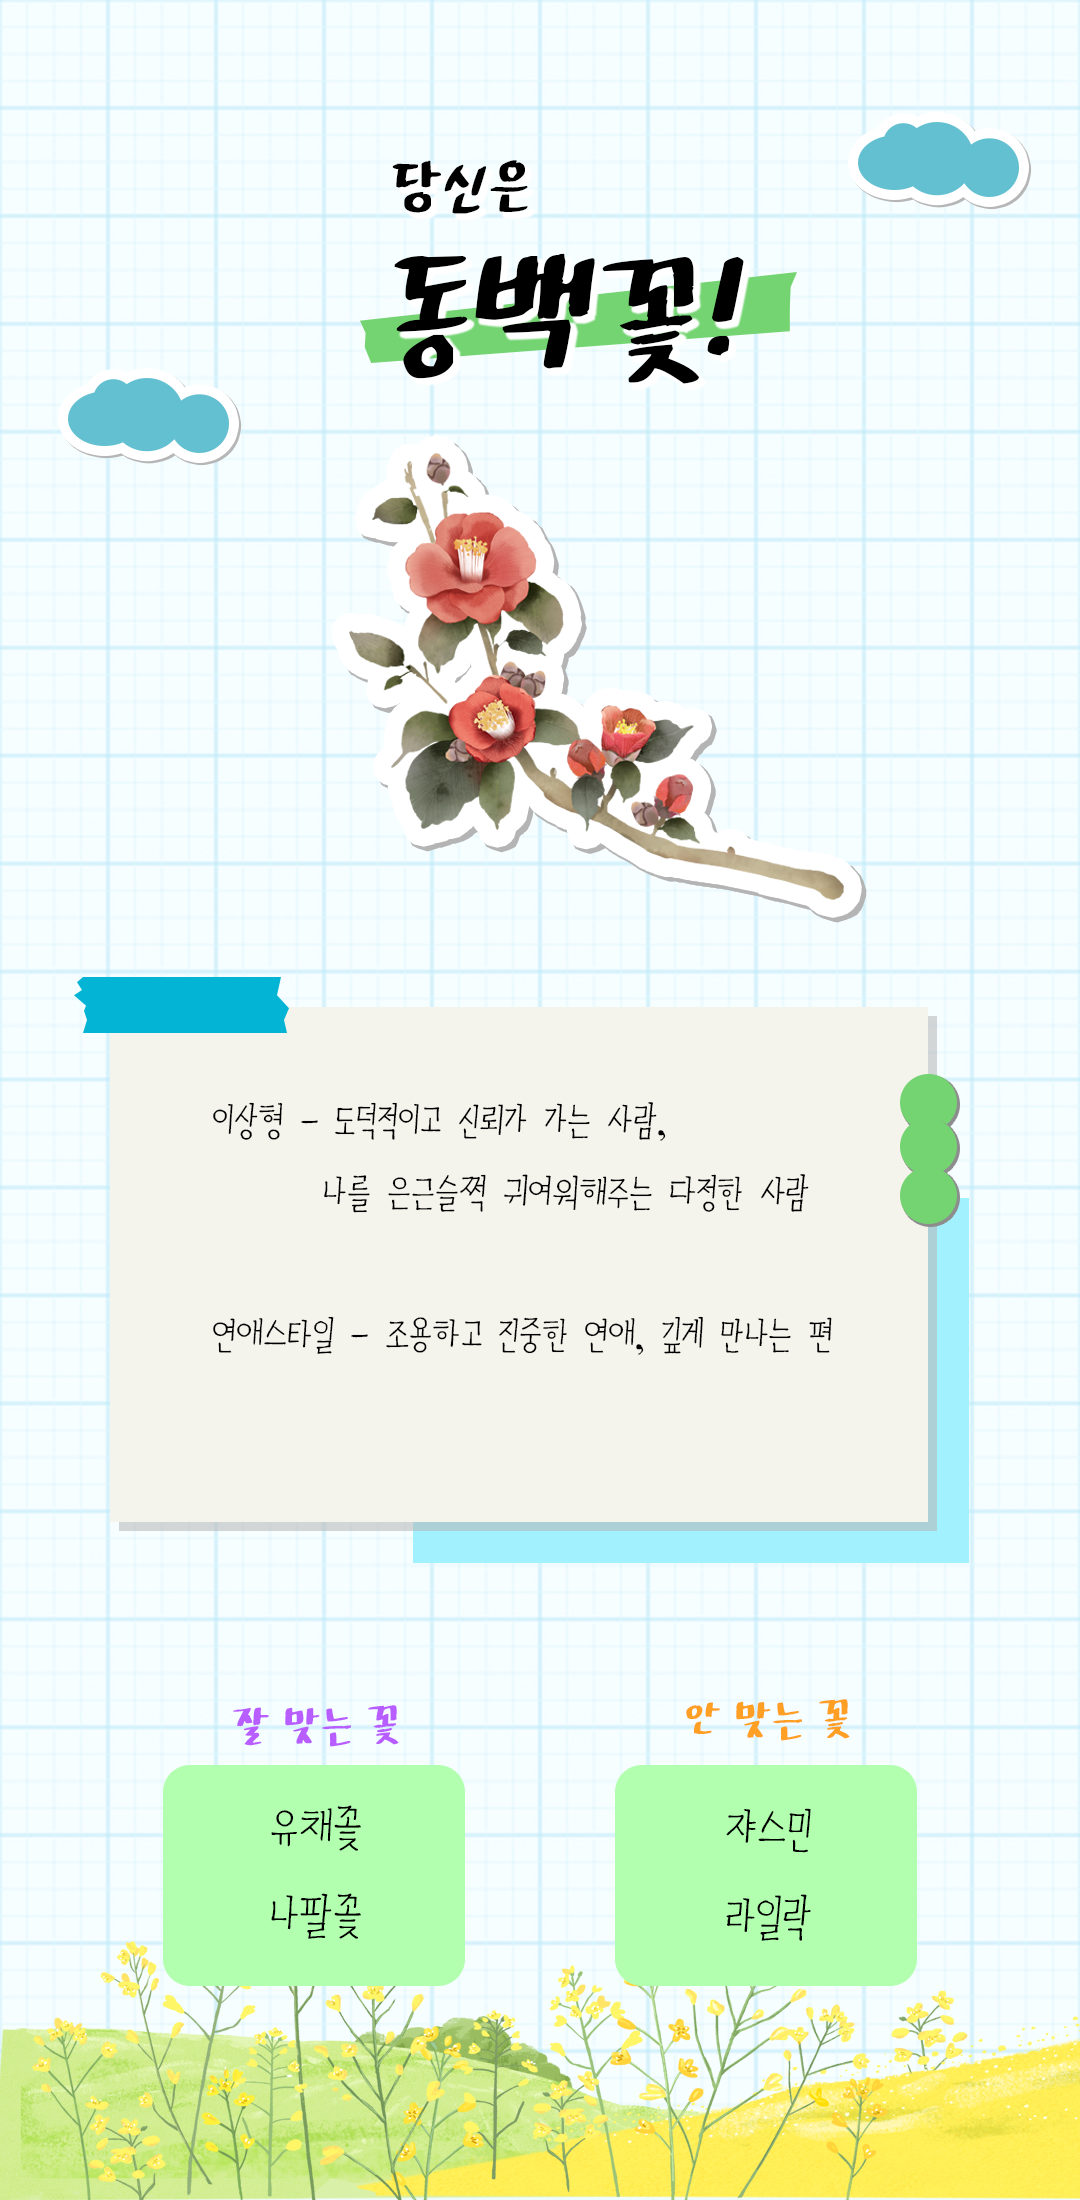 당신은
동백꽃!
이상형 - 도덕적이고 신뢰가 가는 사람,
나를 은근슬쩍 귀여워해주는 다정한 사람
연애스타일 - 조용하고 진중한 연애, 깊게 만나는 편
잘 맞는 꽃
유채꽃
나팔꽃
안 맞는 꽃
쟈스민
라일락